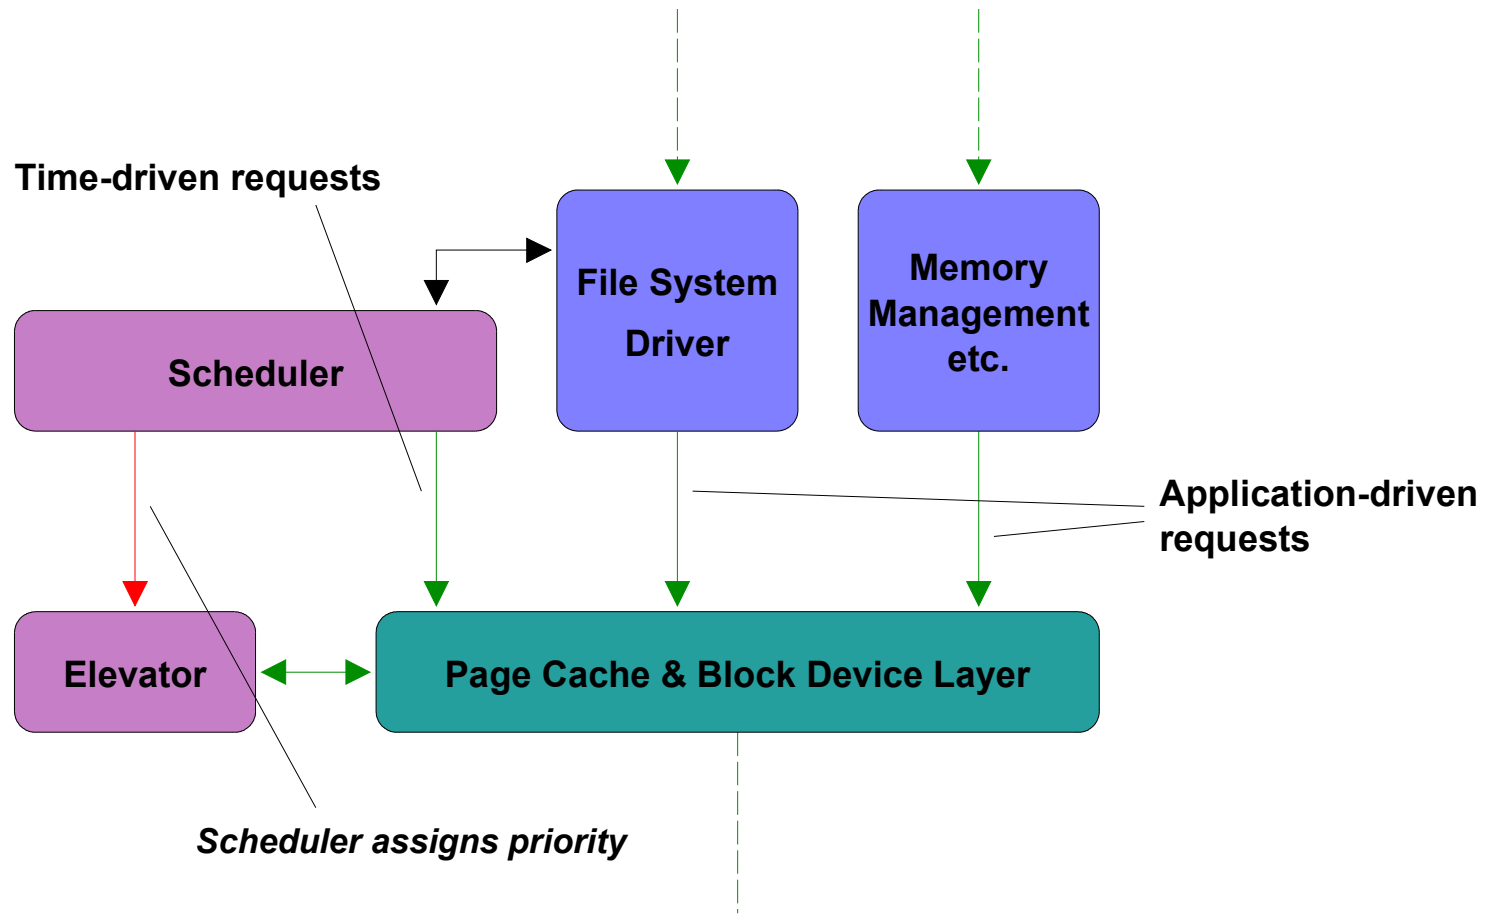 Time-driven requests
File System
Driver
Memory
Management
etc.
Scheduler
Application-driven
requests
Elevator
Page Cache & Block Device Layer
Scheduler assigns priority